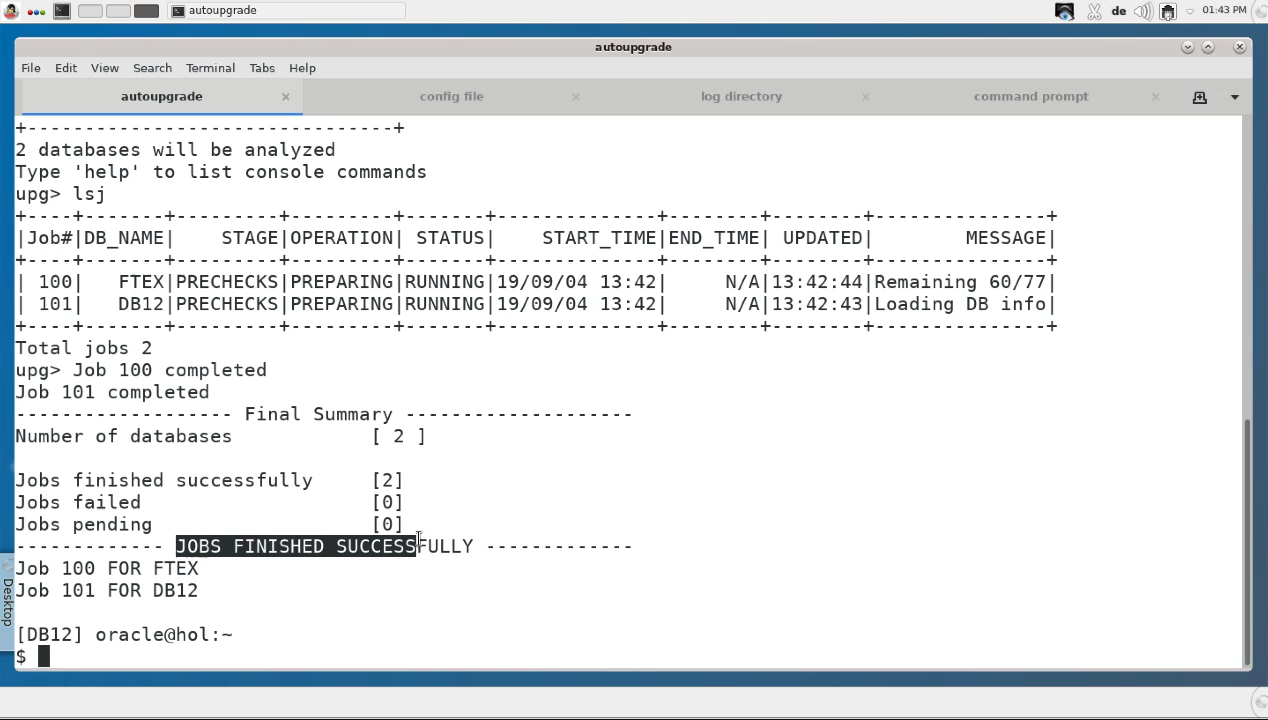 autoupgrade
de
01:43 PM
autoupgrade
File Edit View Search Terminal Tabs Help
autoupgrade config file log directory command prompt
+--------------------------------+
2 databases will be analyzed
Type 'help' to list console commands
upg> lsj
+----+-------+---------+---------+-------+--------------+--------+--------+---------------+
|Job#|DB_NAME|    STAGE|OPERATION| STATUS|    START_TIME|END_TIME| UPDATED|        MESSAGE|
+----+-------+---------+---------+-------+--------------+--------+--------+---------------+
| 100|   FTEX|PRECHECKS|PREPARING|RUNNING|19/09/04 13:42|     N/A|13:42:44|Remaining 60/77|
| 101|   DB12|PRECHECKS|PREPARING|RUNNING|19/09/04 13:42|     N/A|13:42:43|Loading DB info|
+----+-------+---------+---------+-------+--------------+--------+--------+---------------+
Total jobs 2
upg> Job 100 completed
Job 101 completed
------------------- Final Summary --------------------
Number of databases            [ 2 ]
Jobs finished successfully     [2]
Jobs failed                    [0]
Jobs pending                   [0]
------------- JOBS FINISHED SUCCESSFULLY -------------
Job 100 FOR FTEX
Job 101 FOR DB12
Desktop
[DB12] oracle@hol:~
$